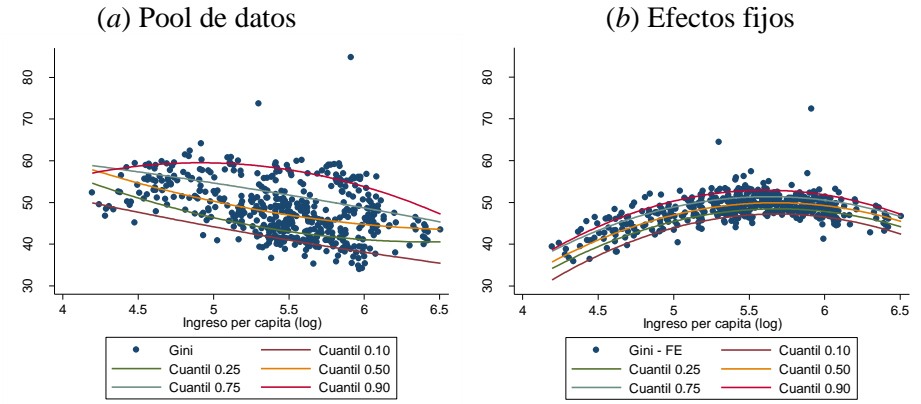 (a) Pool de datos
80
70
60
50
40
30
4
4.5
5
5.5
6
6.5
Ingreso per capita (log)
Gini
Cuantil 0.10
Cuantil 0.25
Cuantil 0.50
Cuantil 0.75
Cuantil 0.90
(b) Efectos fijos
80
70
60
50
40
30
4
4.5
5
5.5
6
6.5
Ingreso per capita (log)
Gini - FE
Cuantil 0.10
Cuantil 0.25
Cuantil 0.50
Cuantil 0.75
Cuantil 0.90